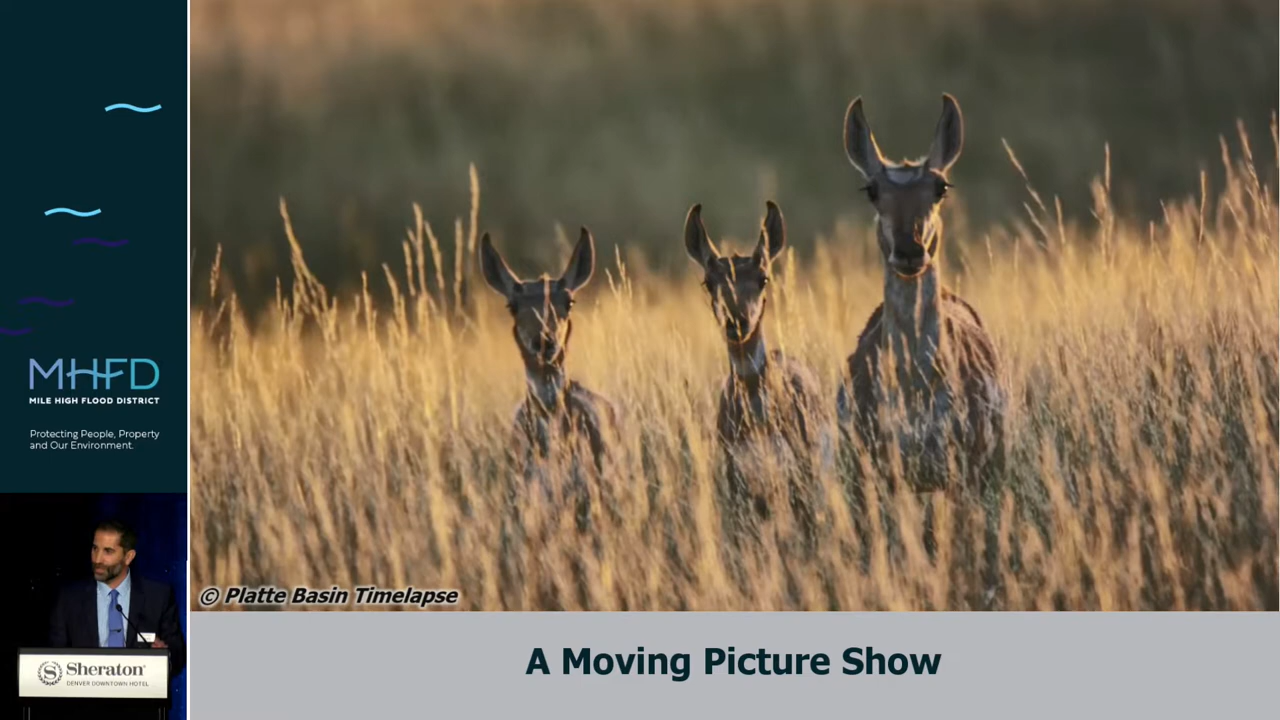 MHFD
MILE HIGH FLOOD DISTRICT
Protecting People, Property
and Our Environment.
S
Sheraton
DENVER DOWNTOWN HOTEL
© Platte Basin Timelapse
A Moving Picture Show